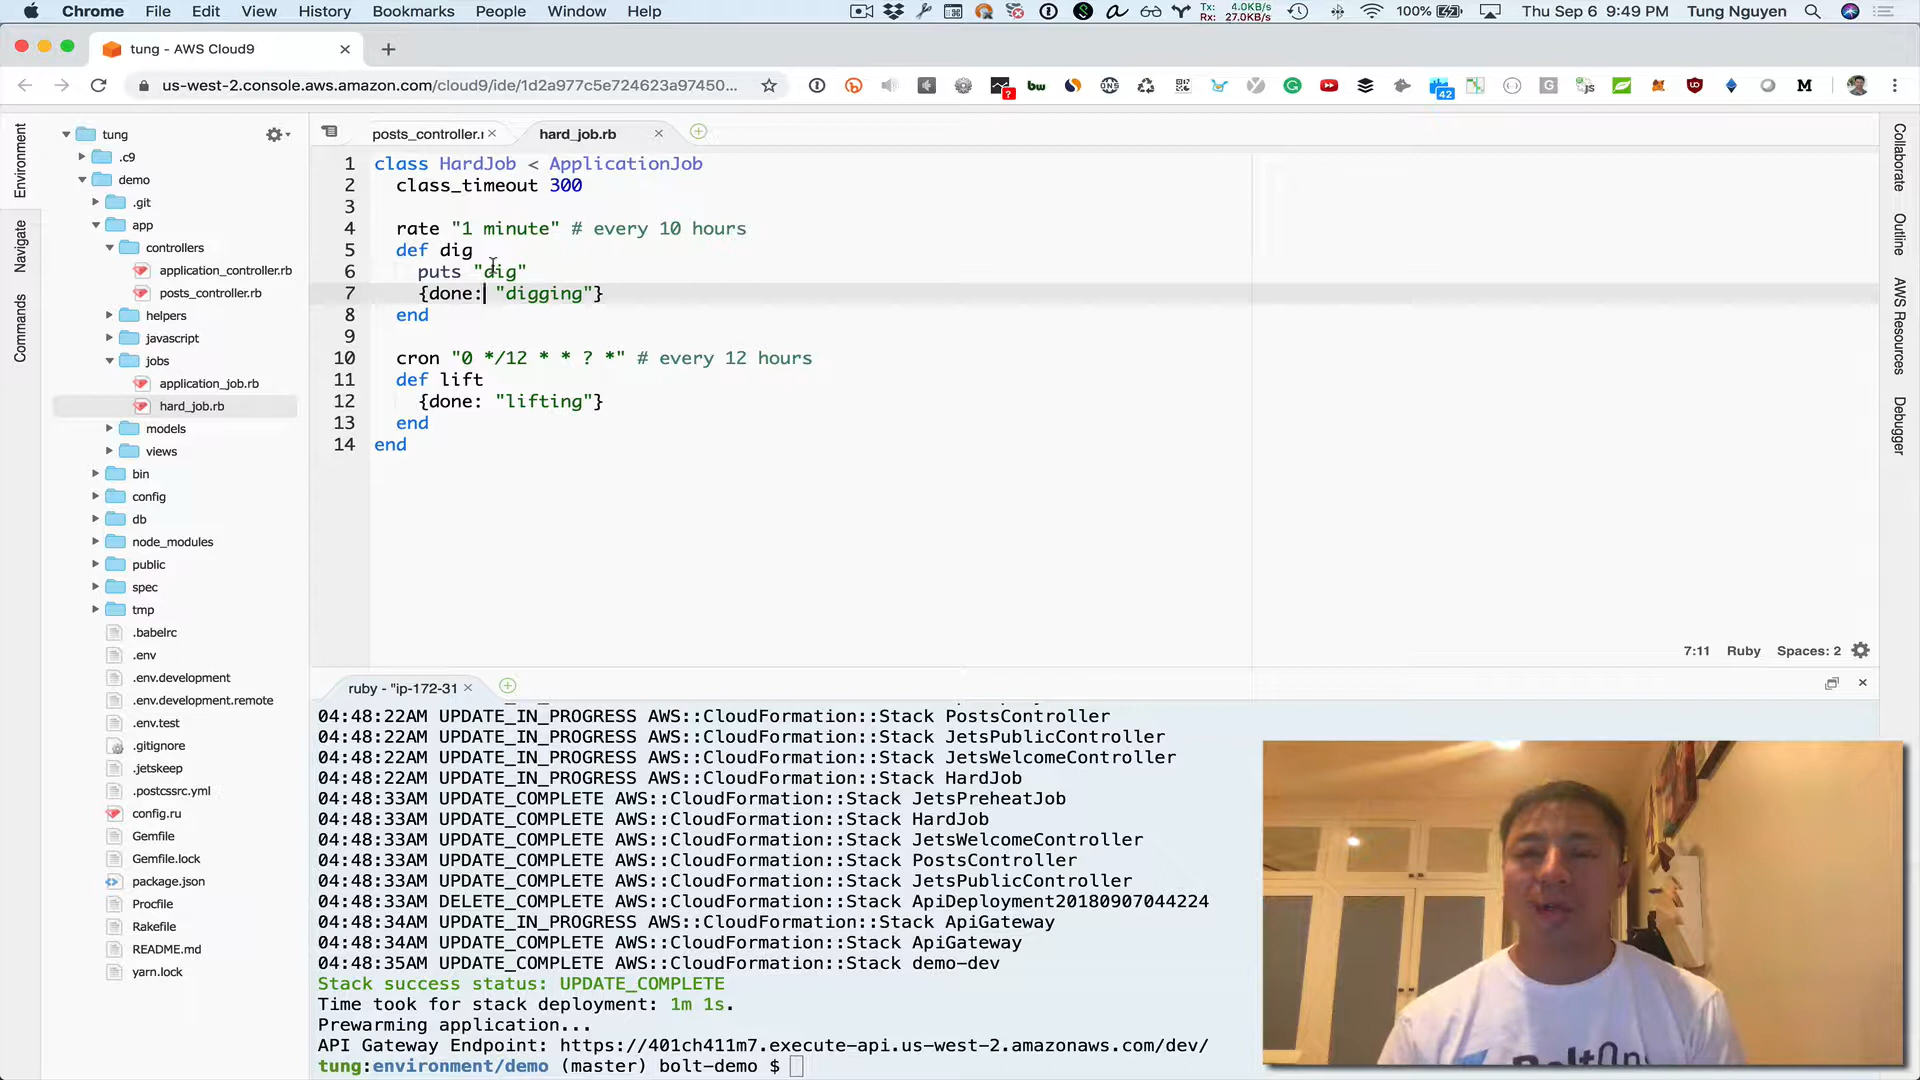 Chrome File Edit View History Bookmarks People Window Help
Tx: 4.0KB/s
Rx: 27.0KB/s
100% Thu Sep 6 9:49 PM Tung Nguyen
tung - AWS Cloud9
us-west-2.console.aws.amazon.com/cloud9/ide/1d2a977c5e724623a97450...
Environment
Navigate
Commands
tung
.c9
demo
.git
app
controllers
application_controller.rb
posts_controller.rb
helpers
javascript
jobs
application_job.rb
hard_job.rb
models
views
bin
config
db
node_modules
public
spec
tmp
.babelrc
.env
.env.development
.env.development.remote
.env.test
.gitignore
.jetskeep
.postcssrc.yml
config.ru
Gemfile
Gemfile.lock
package.json
Procfile
Rakefile
README.md
yarn.lock
posts_controller.r hard_job.rb
1 class HardJob < ApplicationJob
2 class_timeout 300
3
4 rate "1 minute" # every 10 hours
5 def dig
6 puts "dig"
7 {done: "digging"}
8 end
9
10 cron "0 */12 * * ? *" # every 12 hours
11 def lift
12 {done: "lifting"}
13 end
14 end
7:11 Ruby Spaces: 2
Collaborate
Outline
AWS Resources
Debugger
ruby - "ip-172-31
04:48:22AM UPDATE_IN_PROGRESS AWS::CloudFormation::Stack PostsController
04:48:22AM UPDATE_IN_PROGRESS AWS::CloudFormation::Stack JetsPublicController
04:48:22AM UPDATE_IN_PROGRESS AWS::CloudFormation::Stack JetsWelcomeController
04:48:22AM UPDATE_IN_PROGRESS AWS::CloudFormation::Stack HardJob
04:48:33AM UPDATE_COMPLETE AWS::CloudFormation::Stack JetsPreheatJob
04:48:33AM UPDATE_COMPLETE AWS::CloudFormation::Stack HardJob
04:48:33AM UPDATE_COMPLETE AWS::CloudFormation::Stack JetsWelcomeController
04:48:33AM UPDATE_COMPLETE AWS::CloudFormation::Stack PostsController
04:48:33AM UPDATE_COMPLETE AWS::CloudFormation::Stack JetsPublicController
04:48:33AM DELETE_COMPLETE AWS::CloudFormation::Stack ApiDeployment20180907044224
04:48:34AM UPDATE_IN_PROGRESS AWS::CloudFormation::Stack ApiGateway
04:48:34AM UPDATE_COMPLETE AWS::CloudFormation::Stack ApiGateway
04:48:35AM UPDATE_COMPLETE AWS::CloudFormation::Stack demo-dev
Stack success status: UPDATE_COMPLETE
Time took for stack deployment: 1m 1s.
Prewarming application...
API Gateway Endpoint: https://401ch411m7.execute-api.us-west-2.amazonaws.com/dev/
tung:environment/demo (master) bolt-demo $